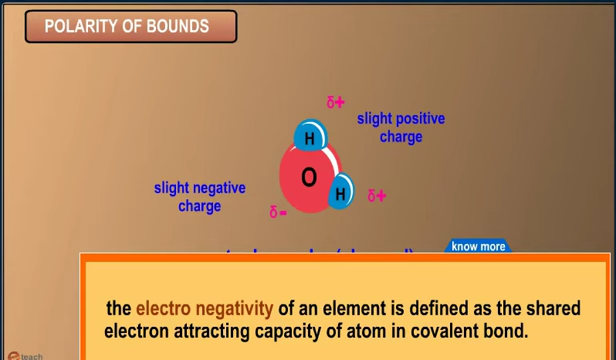 POLARITY OF BOUNDS
δ+
slight positive
charge
H
O
H
δ+
slight negative
charge
δ-
know more
the electro negativity of an element is defined as the shared
electron attracting capacity of atom in covalent bond.
e teach